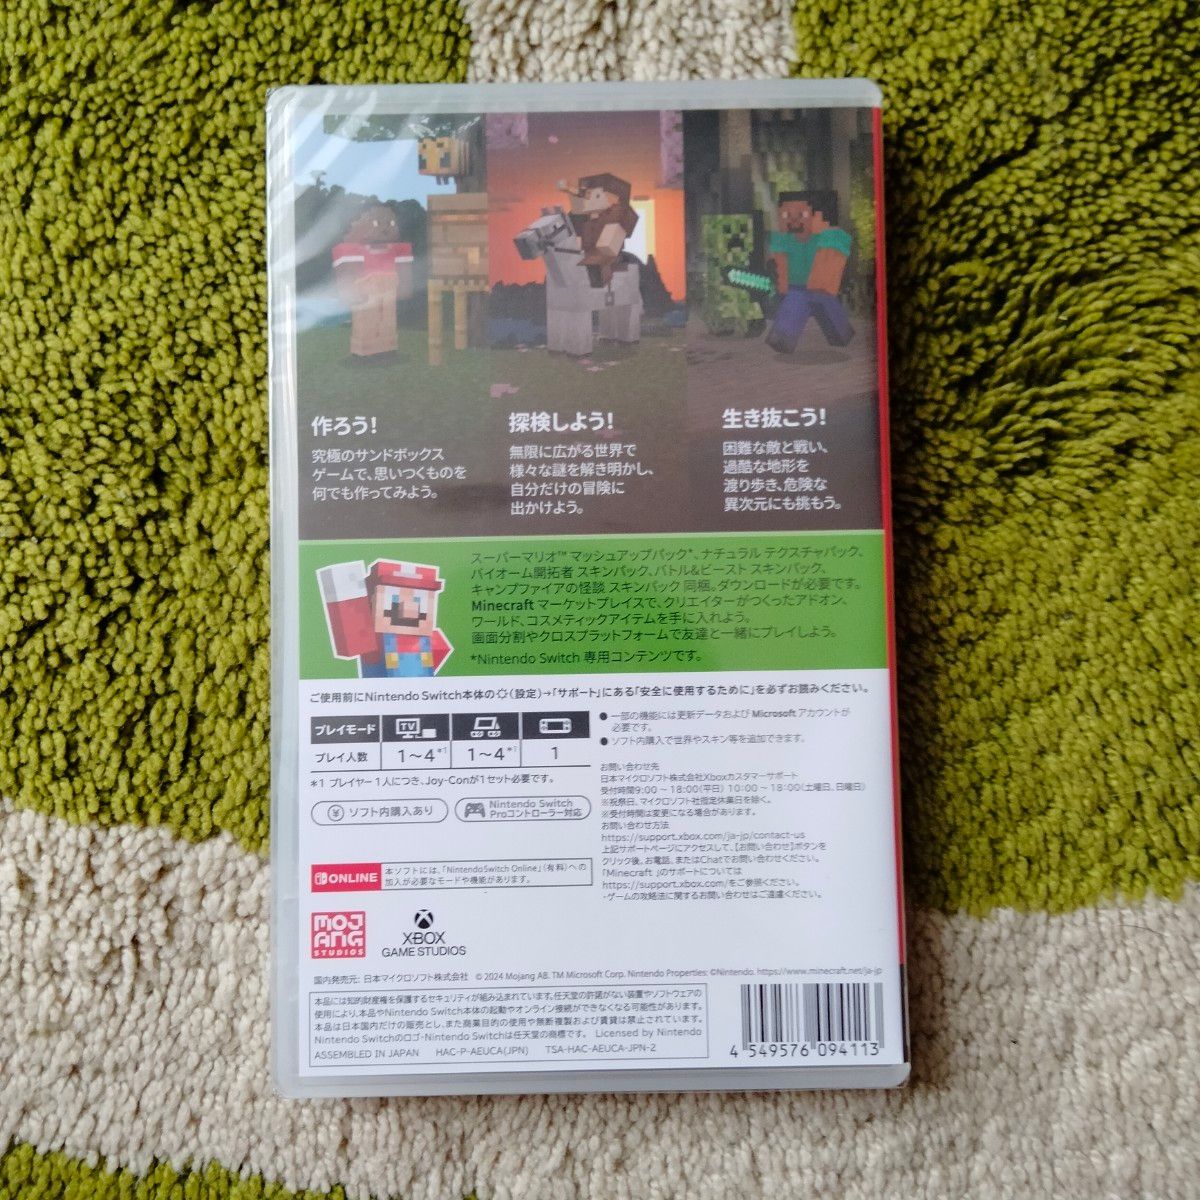 作ろう!
究極のサンドボックス
ゲームで、思いつくものを
何でも作ってみよう。
探検しよう!
無限に広がる世界で
様々な謎を解き明かし、
自分だけの冒険に
出かけよう。
生き抜こう!
困難な敵と戦い、
過酷な地形を
渡り歩き、危険な
異次元にも挑もう。
スーパーマリオ™ マッシュアップパック*、ナチュラル テクスチャパック、
バイオーム開拓者 スキンパック、バトル&ビースト スキンパック、
キャンプファイアの怪談 スキンパック 同梱。ダウンロードが必要です。
Minecraft マーケットプレイスで、クリエイターがつくったアドオン、
ワールド、コスメティックアイテムを手に入れよう。
画面分割やクロスプラットフォームで友達と一緒にプレイしよう。
*Nintendo Switch 専用コンテンツです。
ご使用前にNintendo Switch本体の(設定)→「サポート」にある「安全に使用するために」を必ずお読みください。
プレイモード TV
プレイ人数 1~4*1 1~4*1 1
*1 プレイヤー1人につき、Joy-Conが1セット必要です。
¥ ソフト内購入あり
Nintendo Switch
Proコントローラー対応
ONLINE
本ソフトには、「NintendoSwitch Online」(有料)への
加入が必要なモードや機能があります。
● 一部の機能には更新データおよび Microsoft アカウントが
必要です。
● ソフト内購入で世界やスキン等を追加できます。
お問い合わせ先
日本マイクロソフト株式会社Xboxカスタマーサポート
受付時間9:00~18:00(平日) 10:00~18:00(土曜日、日曜日)
※祝祭日、マイクロソフト社指定休業日を除く。
※受付時間は変更になる場合があります。
お問い合わせ方法
https://support.xbox.com/ja-jp/contact-us
上記サポートページにアクセスして、【お問い合わせ】ボタンを
クリック後、お電話、またはChatでお問い合わせください。
「Minecraft 」のサポートについては
https://support.xbox.com/をご参照ください。
・ゲームの攻略法に関するお問い合わせはご遠慮ください。
MOJ
ANG
STUDIOS
XBOX
GAME STUDIOS
国内発売元: 日本マイクロソフト株式会社 © 2024 Mojang AB. TM Microsoft Corp. Nintendo Properties: ©Nintendo. https://www.minecraft.net/ja-jp
本品には知的財産権を保護するセキュリティが組み込まれています。任天堂の許諾がない装置やソフトウェアの
使用により、本品やNintendo Switch本体の起動やオンライン接続ができなくなる可能性があります。
本品は日本国内だけの販売とし、また商業目的の使用や無断複製および賃貸は禁止されています。
Nintendo Switchのロゴ・Nintendo Switchは任天堂の商標です。 Licensed by Nintendo
ASSEMBLED IN JAPAN HAC-P-AEUCA(JPN) TSA-HAC-AEUCA-JPN-2
4 549576 094113